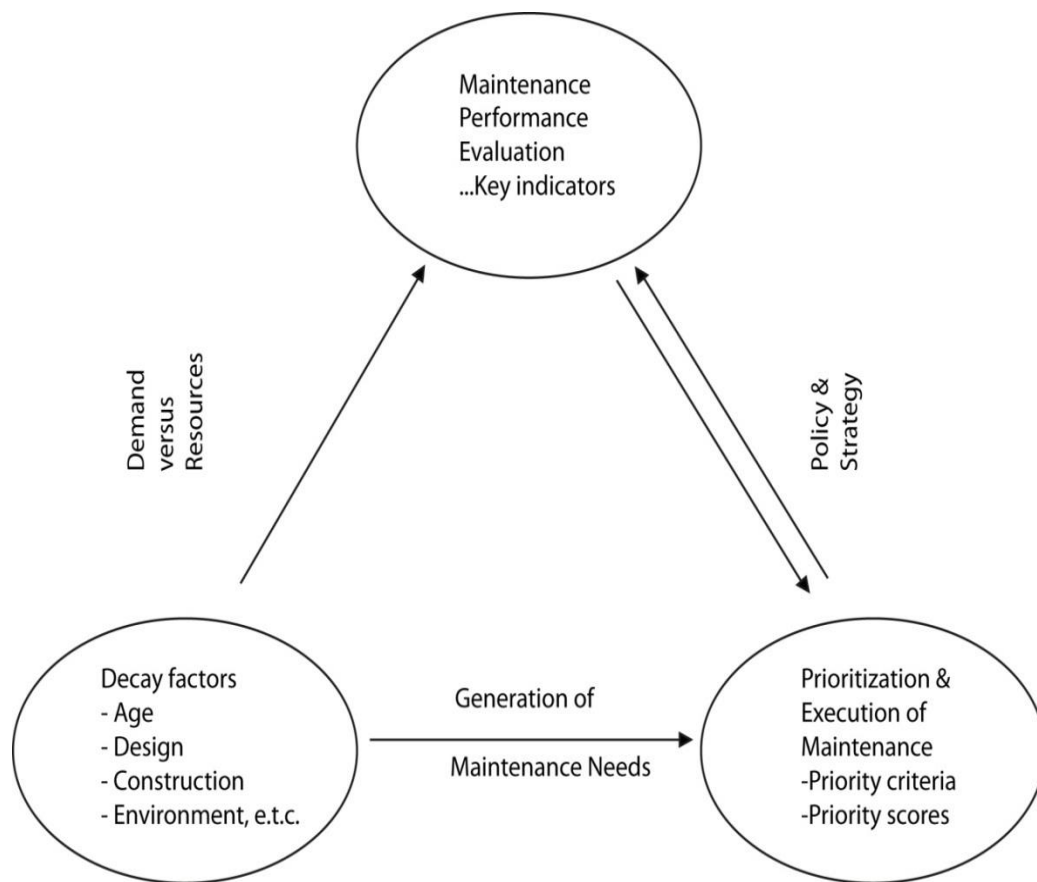 Maintenance
Performance
Evaluation
...Key indicators
Demand
versus
Resources
Policy &
Strategy
Decay factors
- Age
- Design
- Construction
- Environment, e.t.c.
Generation of
Maintenance Needs
Prioritization &
Execution of
Maintenance
-Priority criteria
-Priority scores